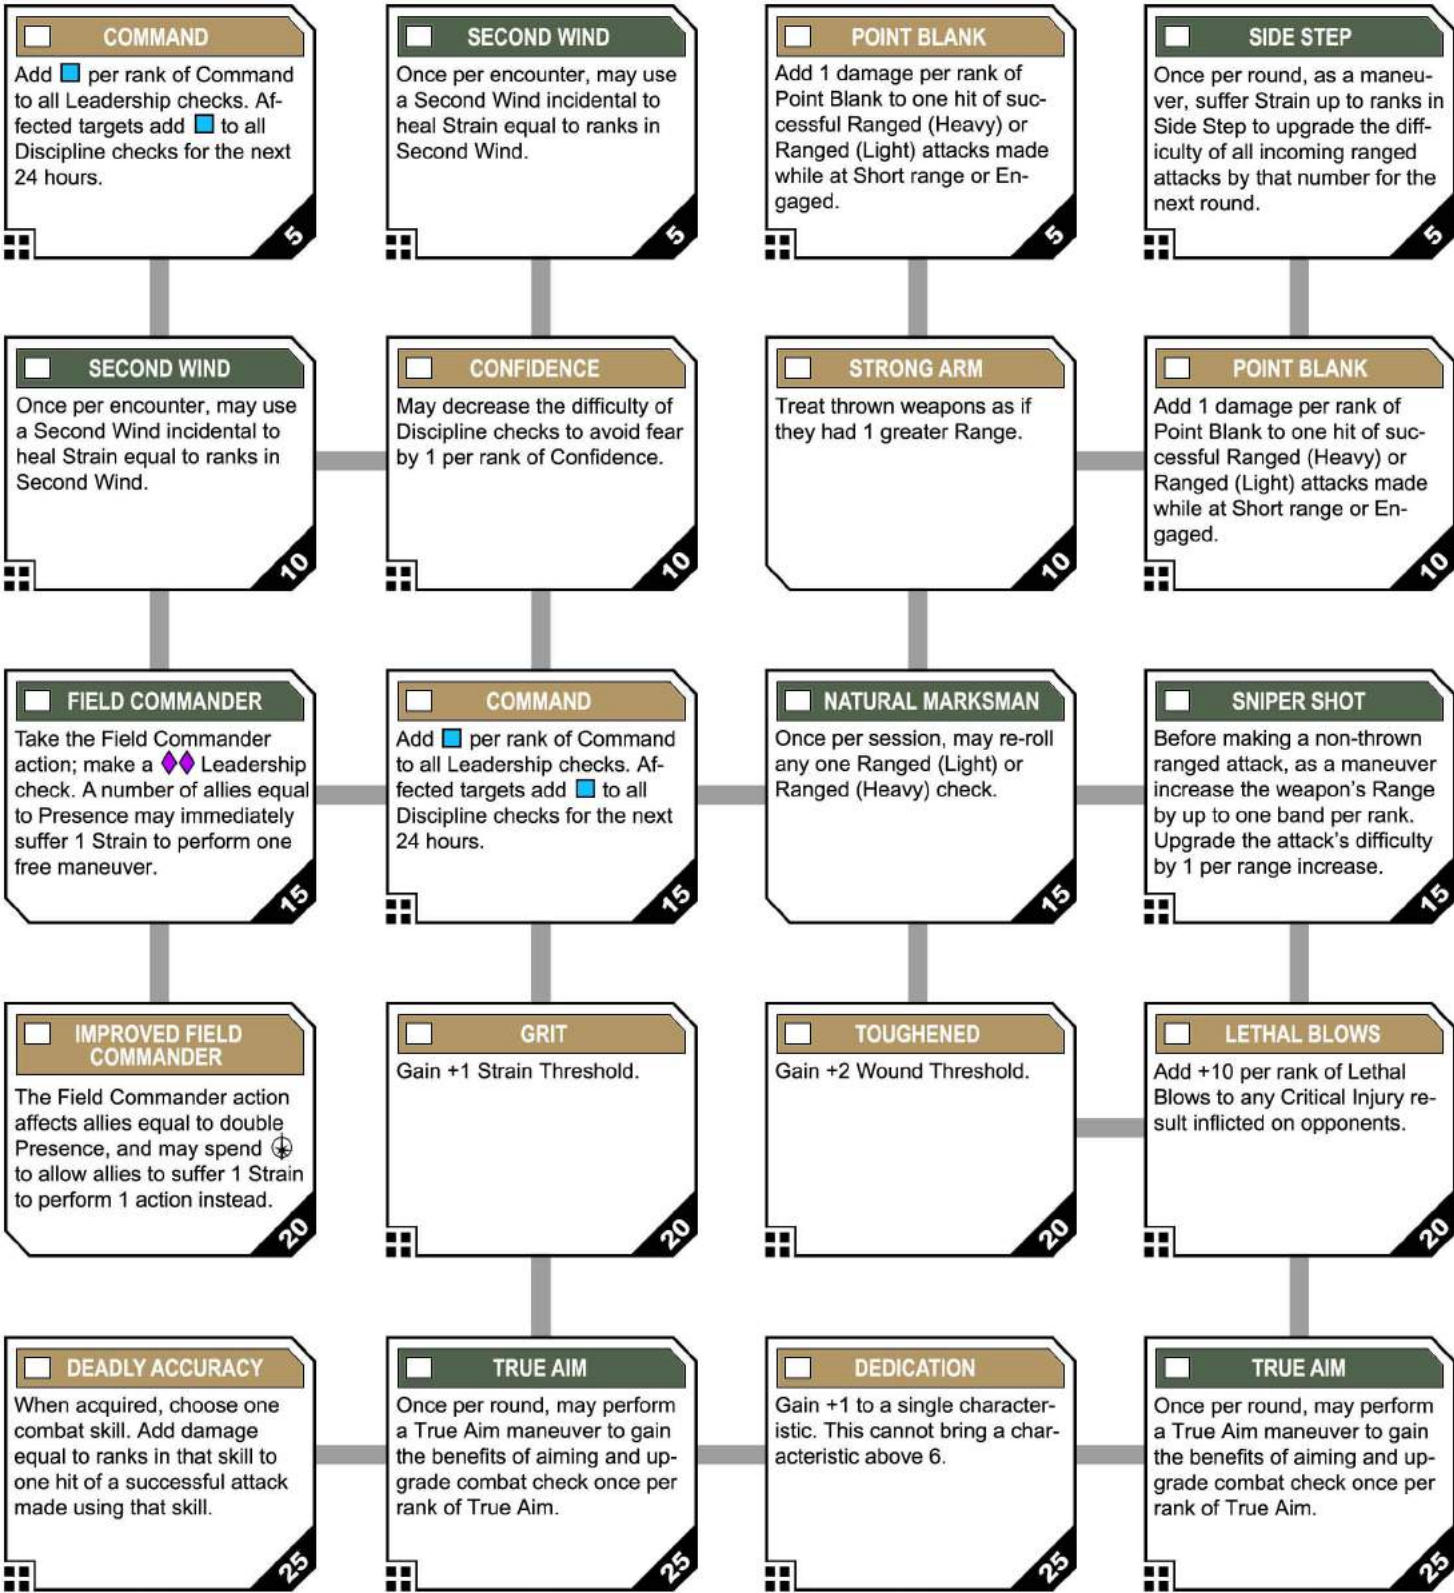 COMMAND
Add per rank of Command
to all Leadership checks. Af-
fected targets add to all
Discipline checks for the next
24 hours.
5
SECOND WIND
Once per encounter, may use
a Second Wind incidental to
heal Strain equal to ranks in
Second Wind.
5
POINT BLANK
Add 1 damage per rank of
Point Blank to one hit of suc-
cessful Ranged (Heavy) or
Ranged (Light) attacks made
while at Short range or En-
gaged.
5
SIDE STEP
Once per round, as a maneu-
ver, suffer Strain up to ranks in
Side Step to upgrade the diff-
iculty of all incoming ranged
attacks by that number for the
next round.
5
SECOND WIND
Once per encounter, may use
a Second Wind incidental to
heal Strain equal to ranks in
Second Wind.
10
CONFIDENCE
May decrease the difficulty of
Discipline checks to avoid fear
by 1 per rank of Confidence.
10
STRONG ARM
Treat thrown weapons as if
they had 1 greater Range.
10
POINT BLANK
Add 1 damage per rank of
Point Blank to one hit of suc-
cessful Ranged (Heavy) or
Ranged (Light) attacks made
while at Short range or En-
gaged.
10
FIELD COMMANDER
Take the Field Commander
action; make a Leadership
check. A number of allies equal
to Presence may immediately
suffer 1 Strain to perform one
free maneuver.
15
COMMAND
Add per rank of Command
to all Leadership checks. Af-
fected targets add to all
Discipline checks for the next
24 hours.
15
NATURAL MARKSMAN
Once per session, may re-roll
any one Ranged (Light) or
Ranged (Heavy) check.
15
SNIPER SHOT
Before making a non-thrown
ranged attack, as a maneuver
increase the weapon's Range
by up to one band per rank.
Upgrade the attack's difficulty
by 1 per range increase.
15
IMPROVED FIELD
COMMANDER
The Field Commander action
affects allies equal to double
Presence, and may spend
to allow allies to suffer 1 Strain
to perform 1 action instead.
20
GRIT
Gain +1 Strain Threshold.
20
TOUGHENED
Gain +2 Wound Threshold.
20
LETHAL BLOWS
Add +10 per rank of Lethal
Blows to any Critical Injury re-
sult inflicted on opponents.
20
DEADLY ACCURACY
When acquired, choose one
combat skill. Add damage
equal to ranks in that skill to
one hit of a successful attack
made using that skill.
25
TRUE AIM
Once per round, may perform
a True Aim maneuver to gain
the benefits of aiming and up-
grade combat check once per
rank of True Aim.
25
DEDICATION
Gain +1 to a single character-
istic. This cannot bring a char-
acteristic above 6.
25
TRUE AIM
Once per round, may perform
a True Aim maneuver to gain
the benefits of aiming and up-
grade combat check once per
rank of True Aim.
25